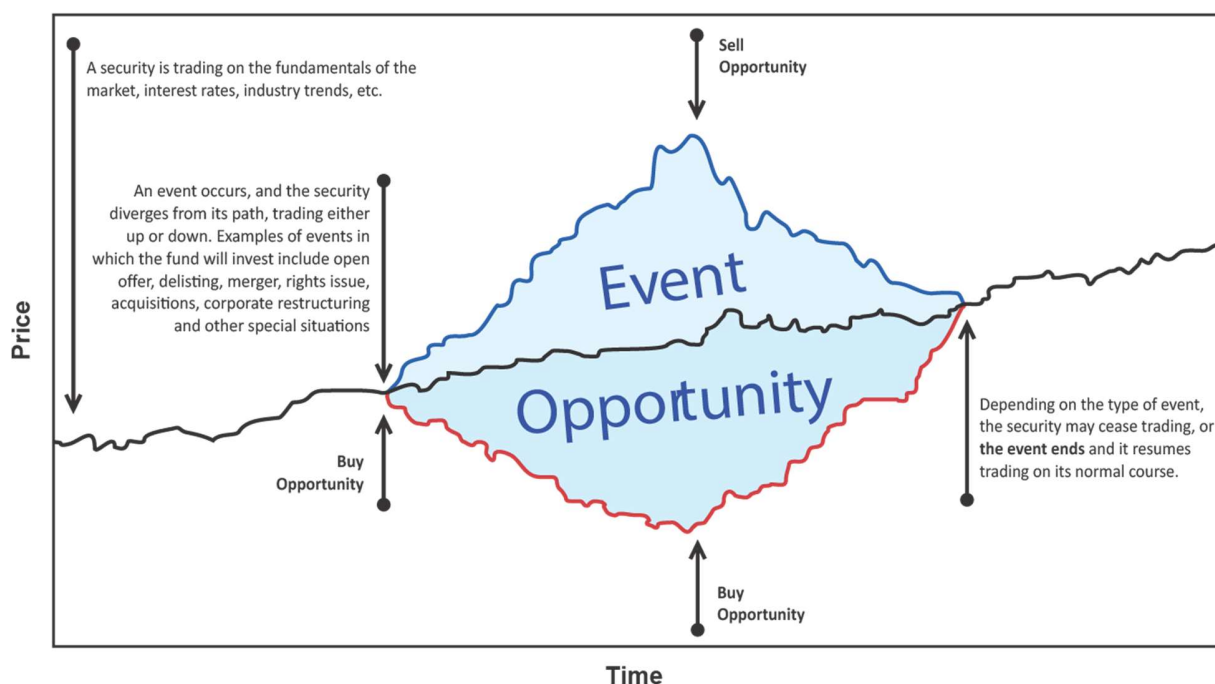 A security is trading on the fundamentals of the
market, interest rates, industry trends, etc.
Sell
Opportunity
An event occurs, and the security
diverges from its path, trading either
up or down. Examples of events in
which the fund will invest include open
offer, delisting, merger, rights issue,
acquisitions, corporate restructuring
and other special situations
Event
Opportunity
Price
Buy
Opportunity
Depending on the type of event,
the security may cease trading, or
the event ends and it resumes
trading on its normal course.
Buy
Opportunity
Time